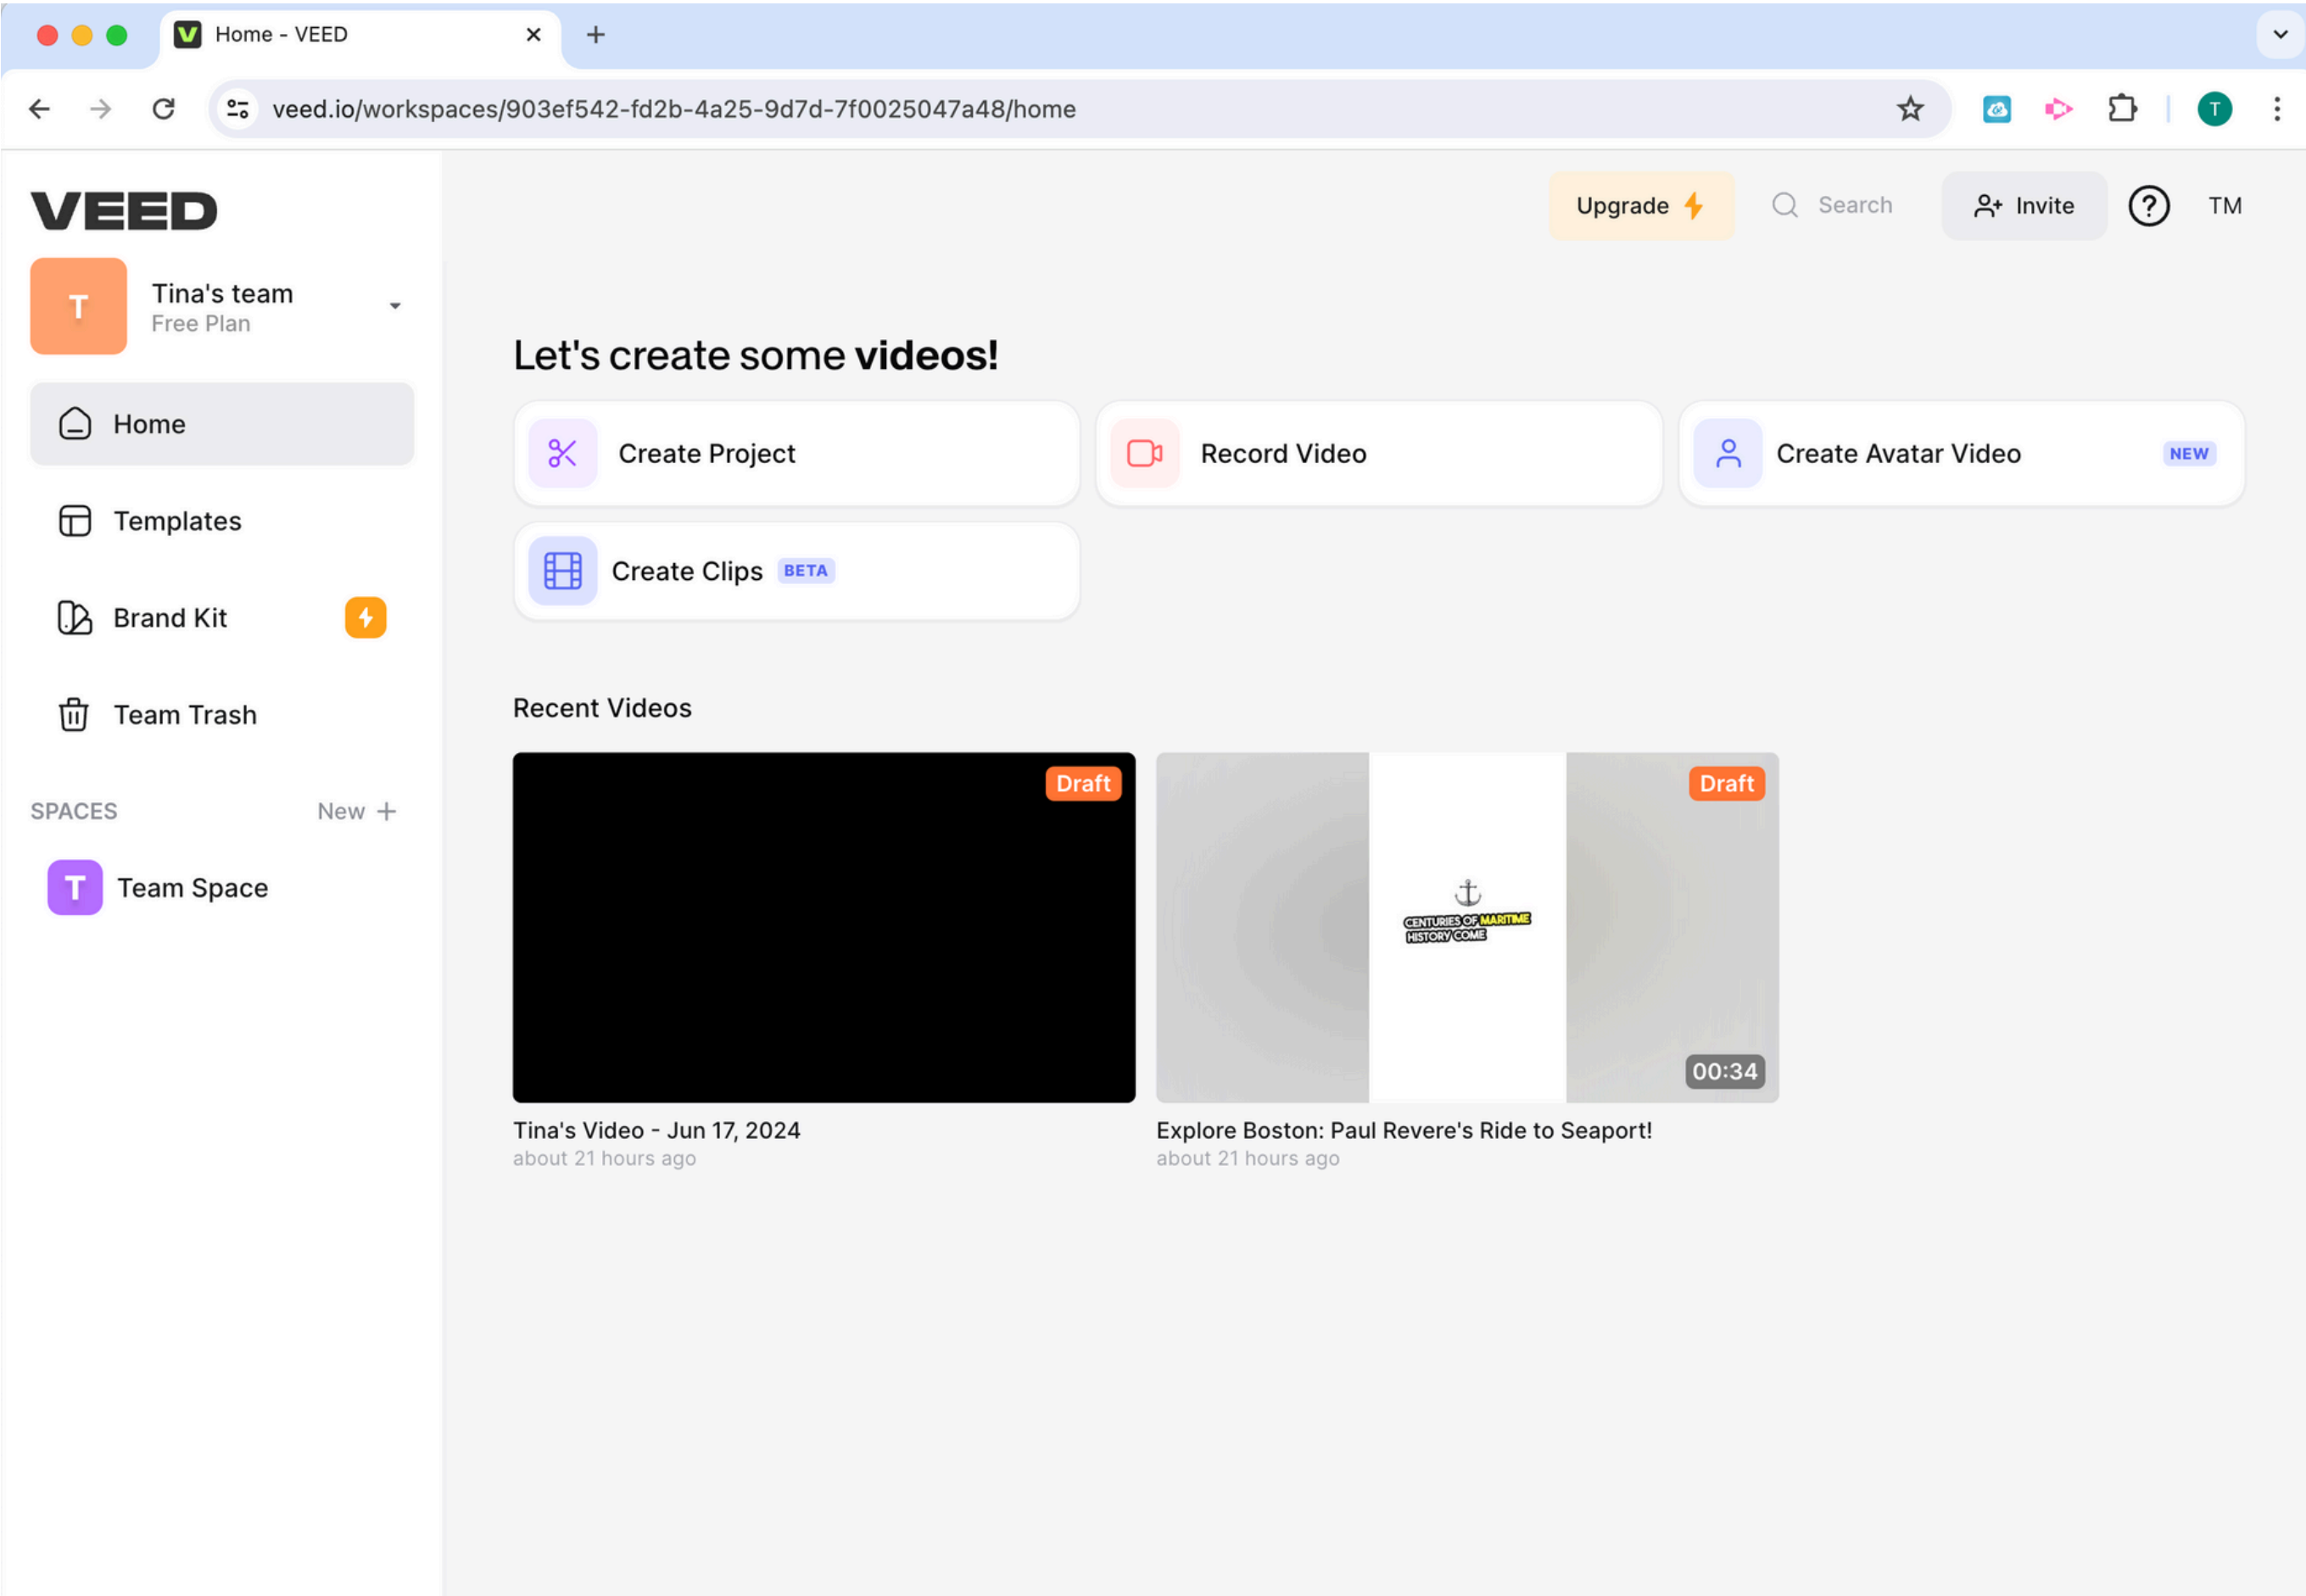 Home - VEED
veed.io/workspaces/903ef542-fd2b-4a25-9d7d-7f0025047a48/home
T
VEED
Upgrade
Search
Invite
?
TM
T
Tina's team
Free Plan
Home
Templates
Brand Kit
Team Trash
SPACES
New +
T
Team Space
Let's create some videos!
Create Project
Record Video
Create Avatar Video
NEW
Create Clips
BETA
Recent Videos
Draft
Tina's Video - Jun 17, 2024
about 21 hours ago
Draft
CENTURIES OF MARITIME
HISTORY COME
00:34
Explore Boston: Paul Revere's Ride to Seaport!
about 21 hours ago